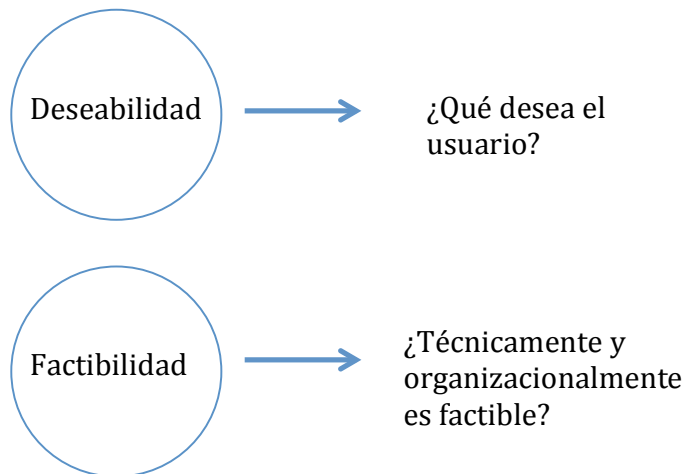 Deseabilidad
¿Qué desea el
usuario?
Factibilidad
¿Técnicamente y
organizacionalmente
es factible?